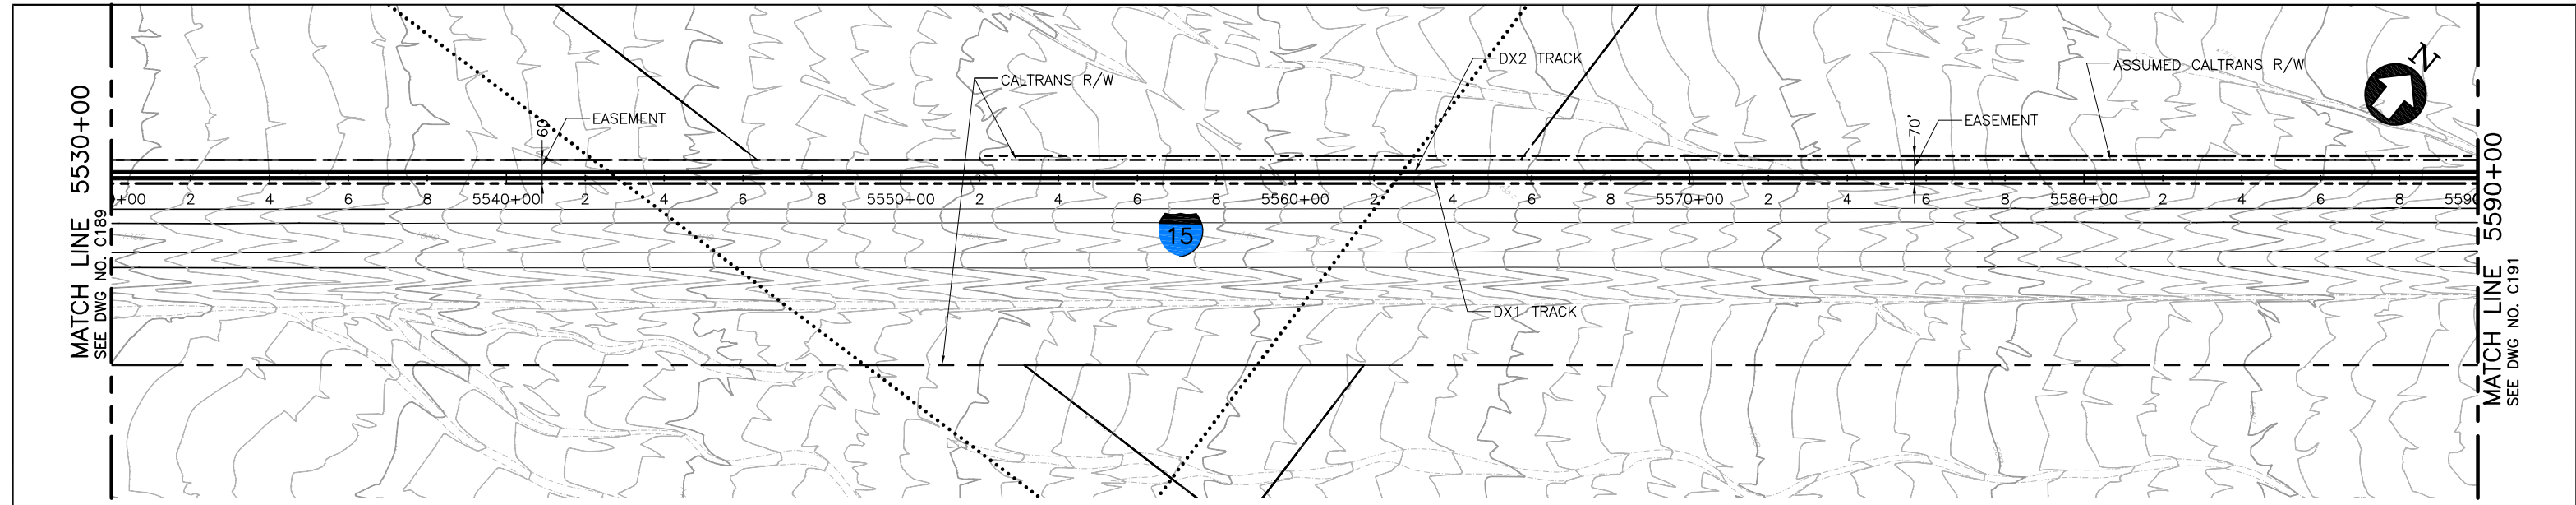 MATCH LINE 5530+00
SEE DWG NO. C189
60'
EASEMENT
CALTRANS R/W
DX2 TRACK
70'
EASEMENT
ASSUMED CALTRANS R/W
N
+00 2 4 6 8 5540+00 2 4 6 8 5550+00 2 4 6 8 5560+00 2 4 6 8 5570+00 2 4 6 8 5580+00 2 4 6 8 5590
15
DX1 TRACK
MATCH LINE 5590+00
SEE DWG NO. C191